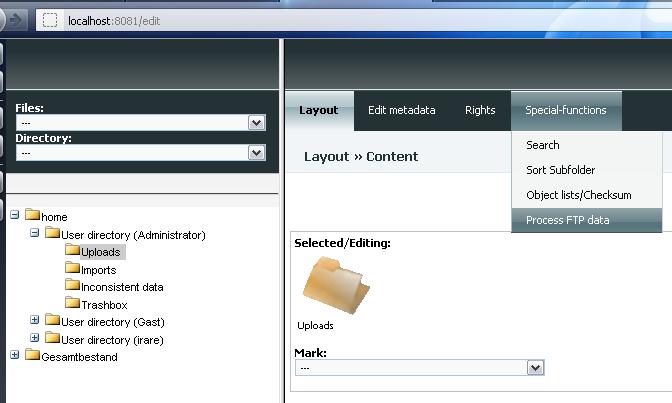 localhost:8081/edit
Files:
---
Directory:
---
home
User directory (Administrator)
Uploads
Imports
Inconsistent data
Trashbox
User directory (Gast)
User directory (irare)
Gesamtbestand
Layout Edit metadata Rights Special-functions
Search
Sort Subfolder
Object lists/Checksum
Process FTP data
Layout » Content
Selected/Editing:
Uploads
Mark:
---